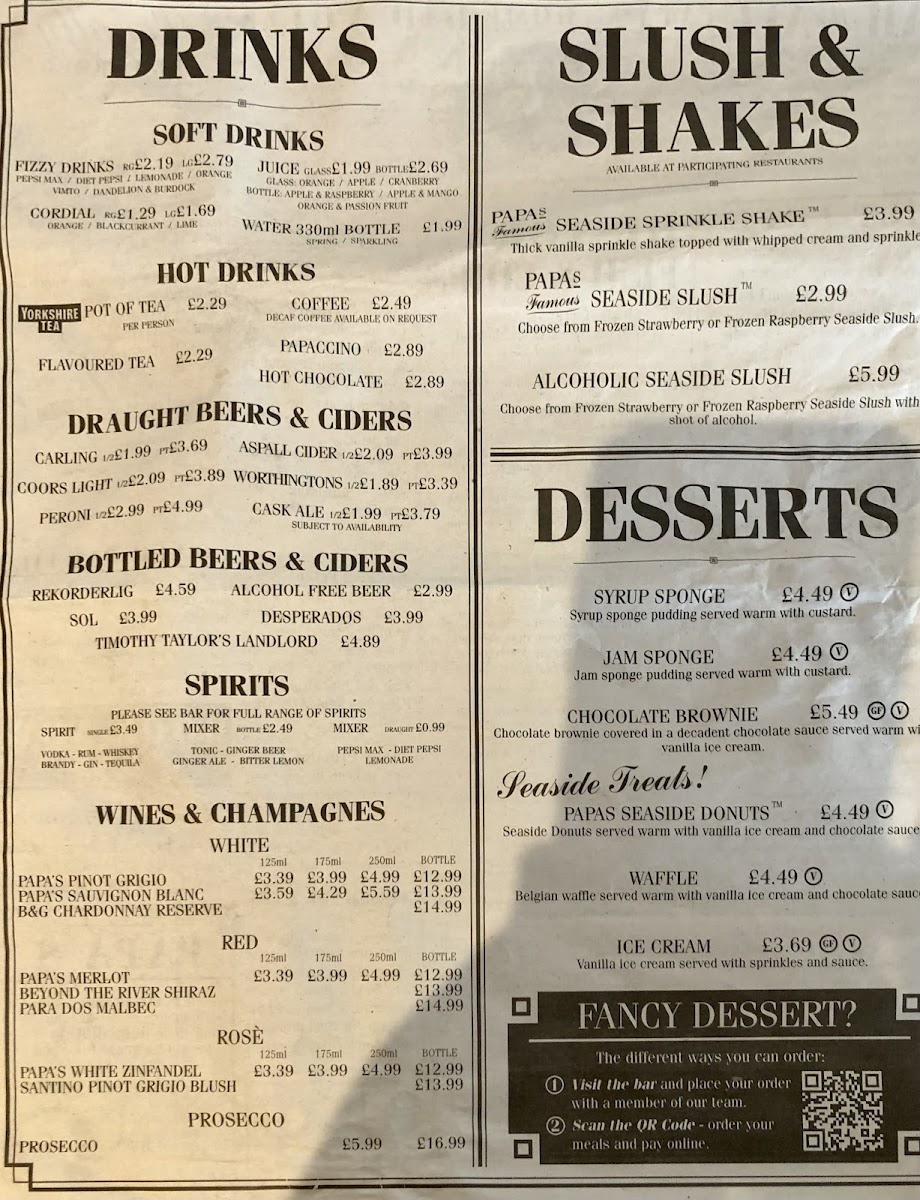 DRINKS
SOFT DRINKS
FIZZY DRINKS RG£2.19 LG£2.79
PEPSI MAX / DIET PEPSI / LEMONADE / ORANGE
VIMTO / DANDELION & BURDOCK
JUICE GLASS£1.99 BOTTLE£2.69
GLASS: ORANGE / APPLE / CRANBERRY
BOTTLE: APPLE & RASPBERRY / APPLE & MANGO
ORANGE & PASSION FRUIT
CORDIAL RG£1.29 LG£1.69
ORANGE / BLACKCURRANT / LIME
WATER 330ml BOTTLE £1.99
SPRING / SPARKLING
HOT DRINKS
YORKSHIRE TEA POT OF TEA £2.29
PER PERSON
COFFEE £2.49
DECAF COFFEE AVAILABLE ON REQUEST
FLAVOURED TEA £2.29
PAPACCINO £2.89
HOT CHOCOLATE £2.89
DRAUGHT BEERS & CIDERS
CARLING 1/2£1.99 PT£3.69 ASPALL CIDER 1/2£2.09 PT£3.99
COORS LIGHT 1/2£2.09 PT£3.89 WORTHINGTONS 1/2£1.89 PT£3.39
PERONI 1/2£2.99 PT£4.99 CASK ALE 1/2£1.99 PT£3.79
SUBJECT TO AVAILABILITY
BOTTLED BEERS & CIDERS
REKORDERLIG £4.59 ALCOHOL FREE BEER £2.99
SOL £3.99 DESPERADOS £3.99
TIMOTHY TAYLOR'S LANDLORD £4.89
SPIRITS
PLEASE SEE BAR FOR FULL RANGE OF SPIRITS
SPIRIT SINGLE£3.49 MIXER BOTTLE£2.49 MIXER DRAUGHT£0.99
VODKA - RUM - WHISKEY TONIC - GINGER BEER PEPSI MAX - DIET PEPSI
BRANDY - GIN - TEQUILA GINGER ALE - BITTER LEMON LEMONADE
WINES & CHAMPAGNES
WHITE
125ml 175ml 250ml BOTTLE
PAPA'S PINOT GRIGIO £3.39 £3.99 £4.99 £12.99
PAPA'S SAUVIGNON BLANC £3.59 £4.29 £5.59 £13.99
B&G CHARDONNAY RESERVE £14.99
RED
125ml 175ml 250ml BOTTLE
PAPA'S MERLOT £3.39 £3.99 £4.99 £12.99
BEYOND THE RIVER SHIRAZ £13.99
PARA DOS MALBEC £14.99
ROSÈ
125ml 175ml 250ml BOTTLE
PAPA'S WHITE ZINFANDEL £3.39 £3.99 £4.99 £12.99
SANTINO PINOT GRIGIO BLUSH £13.99
PROSECCO
PROSECCO £5.99 £16.99
SLUSH &
SHAKES
AVAILABLE AT PARTICIPATING RESTAURANTS
PAPAS Famous SEASIDE SPRINKLE SHAKE™ £3.99
Thick vanilla sprinkle shake topped with whipped cream and sprinkle
PAPAS Famous SEASIDE SLUSH™ £2.99
Choose from Frozen Strawberry or Frozen Raspberry Seaside Slush.
ALCOHOLIC SEASIDE SLUSH £5.99
Choose from Frozen Strawberry or Frozen Raspberry Seaside Slush with
shot of alcohol.
DESSERTS
SYRUP SPONGE £4.49 V
Syrup sponge pudding served warm with custard.
JAM SPONGE £4.49 V
Jam sponge pudding served warm with custard.
CHOCOLATE BROWNIE £5.49 GF V
Chocolate brownie covered in a decadent chocolate sauce served warm wi
vanilla ice cream.
Seaside Treats!
PAPAS SEASIDE DONUTS™ £4.49 V
Seaside Donuts served warm with vanilla ice cream and chocolate sauce
WAFFLE £4.49 V
Belgian waffle served warm with vanilla ice cream and chocolate sauc
ICE CREAM £3.69 GF V
Vanilla ice cream served with sprinkles and sauce.
FANCY DESSERT?
The different ways you can order:
1 Visit the bar and place your order
with a member of our team.
2 Scan the QR Code - order your
meals and pay online.